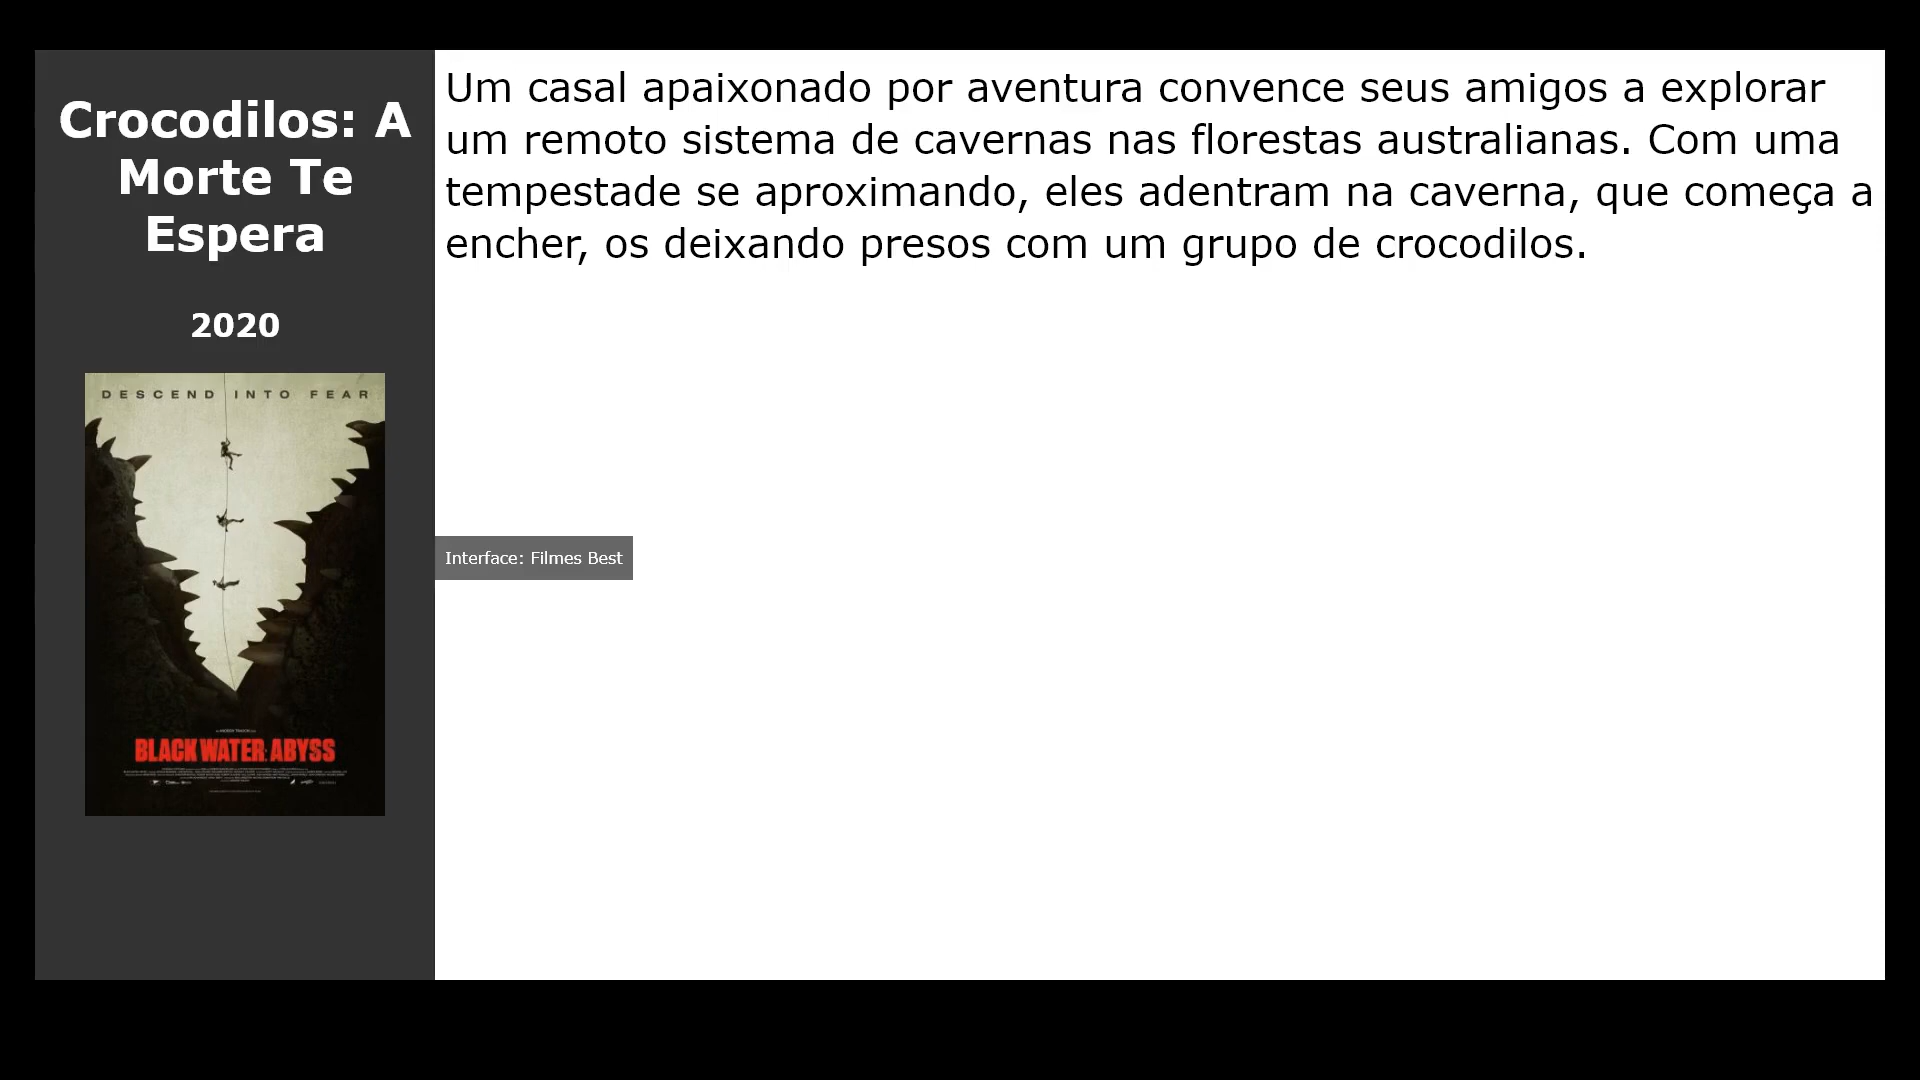 Crocodilos: A
Morte Te
Espera
2020
DESCEND INTO FEAR
BLACK WATER ABYSS
Um casal apaixonado por aventura convence seus amigos a explorar
um remoto sistema de cavernas nas florestas australianas. Com uma
tempestade se aproximando, eles adentram na caverna, que começa a
encher, os deixando presos com um grupo de crocodilos.
Interface: Filmes Best